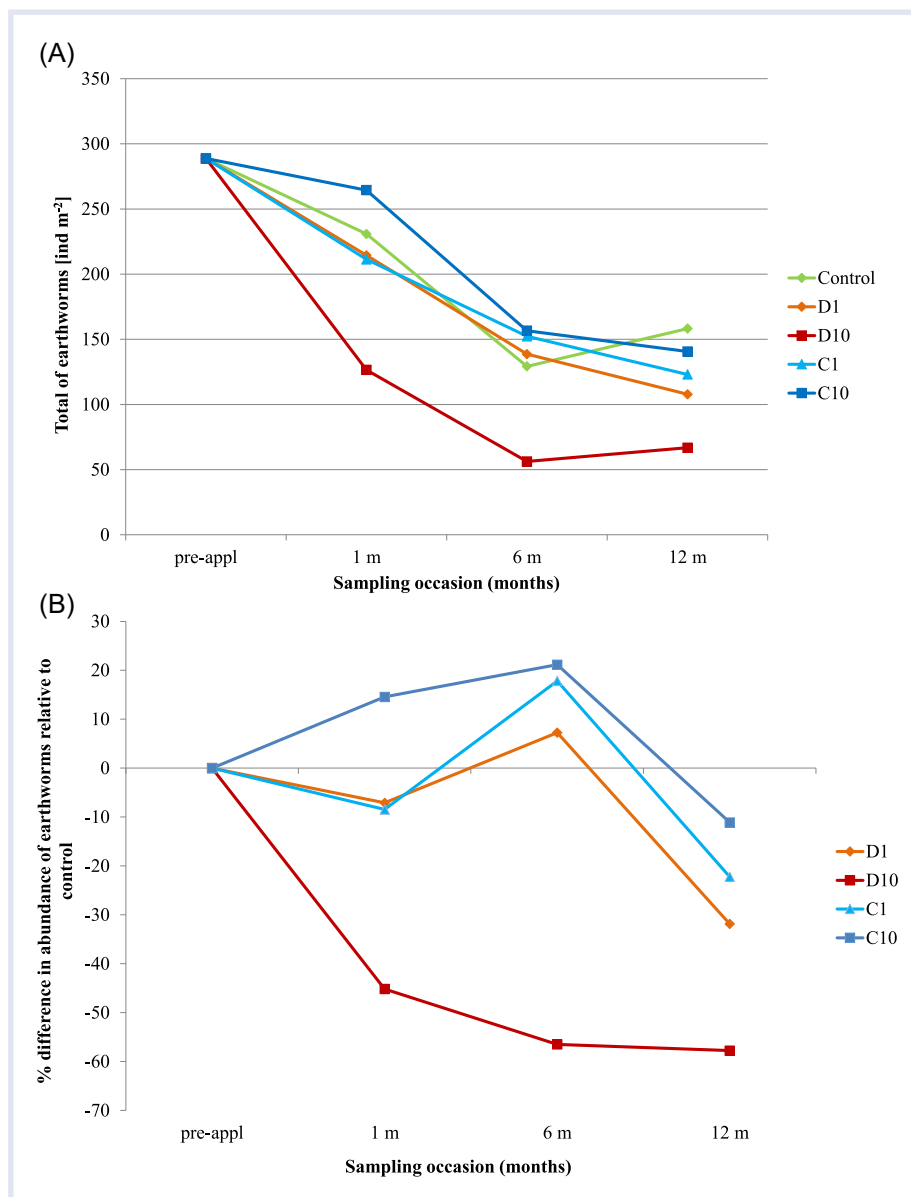 (A)
350
300
250
200
150
100
50
0
Total of earthworms [ind m-2]
pre-appl 1 m 6 m 12 m
Sampling occasion (months)
Control
D1
D10
C1
C10
(B)
30
20
10
0
-10
-20
-30
-40
-50
-60
-70
% difference in abundance of earthworms relative to
control
pre-appl 1 m 6 m 12 m
Sampling occasion (months)
D1
D10
C1
C10